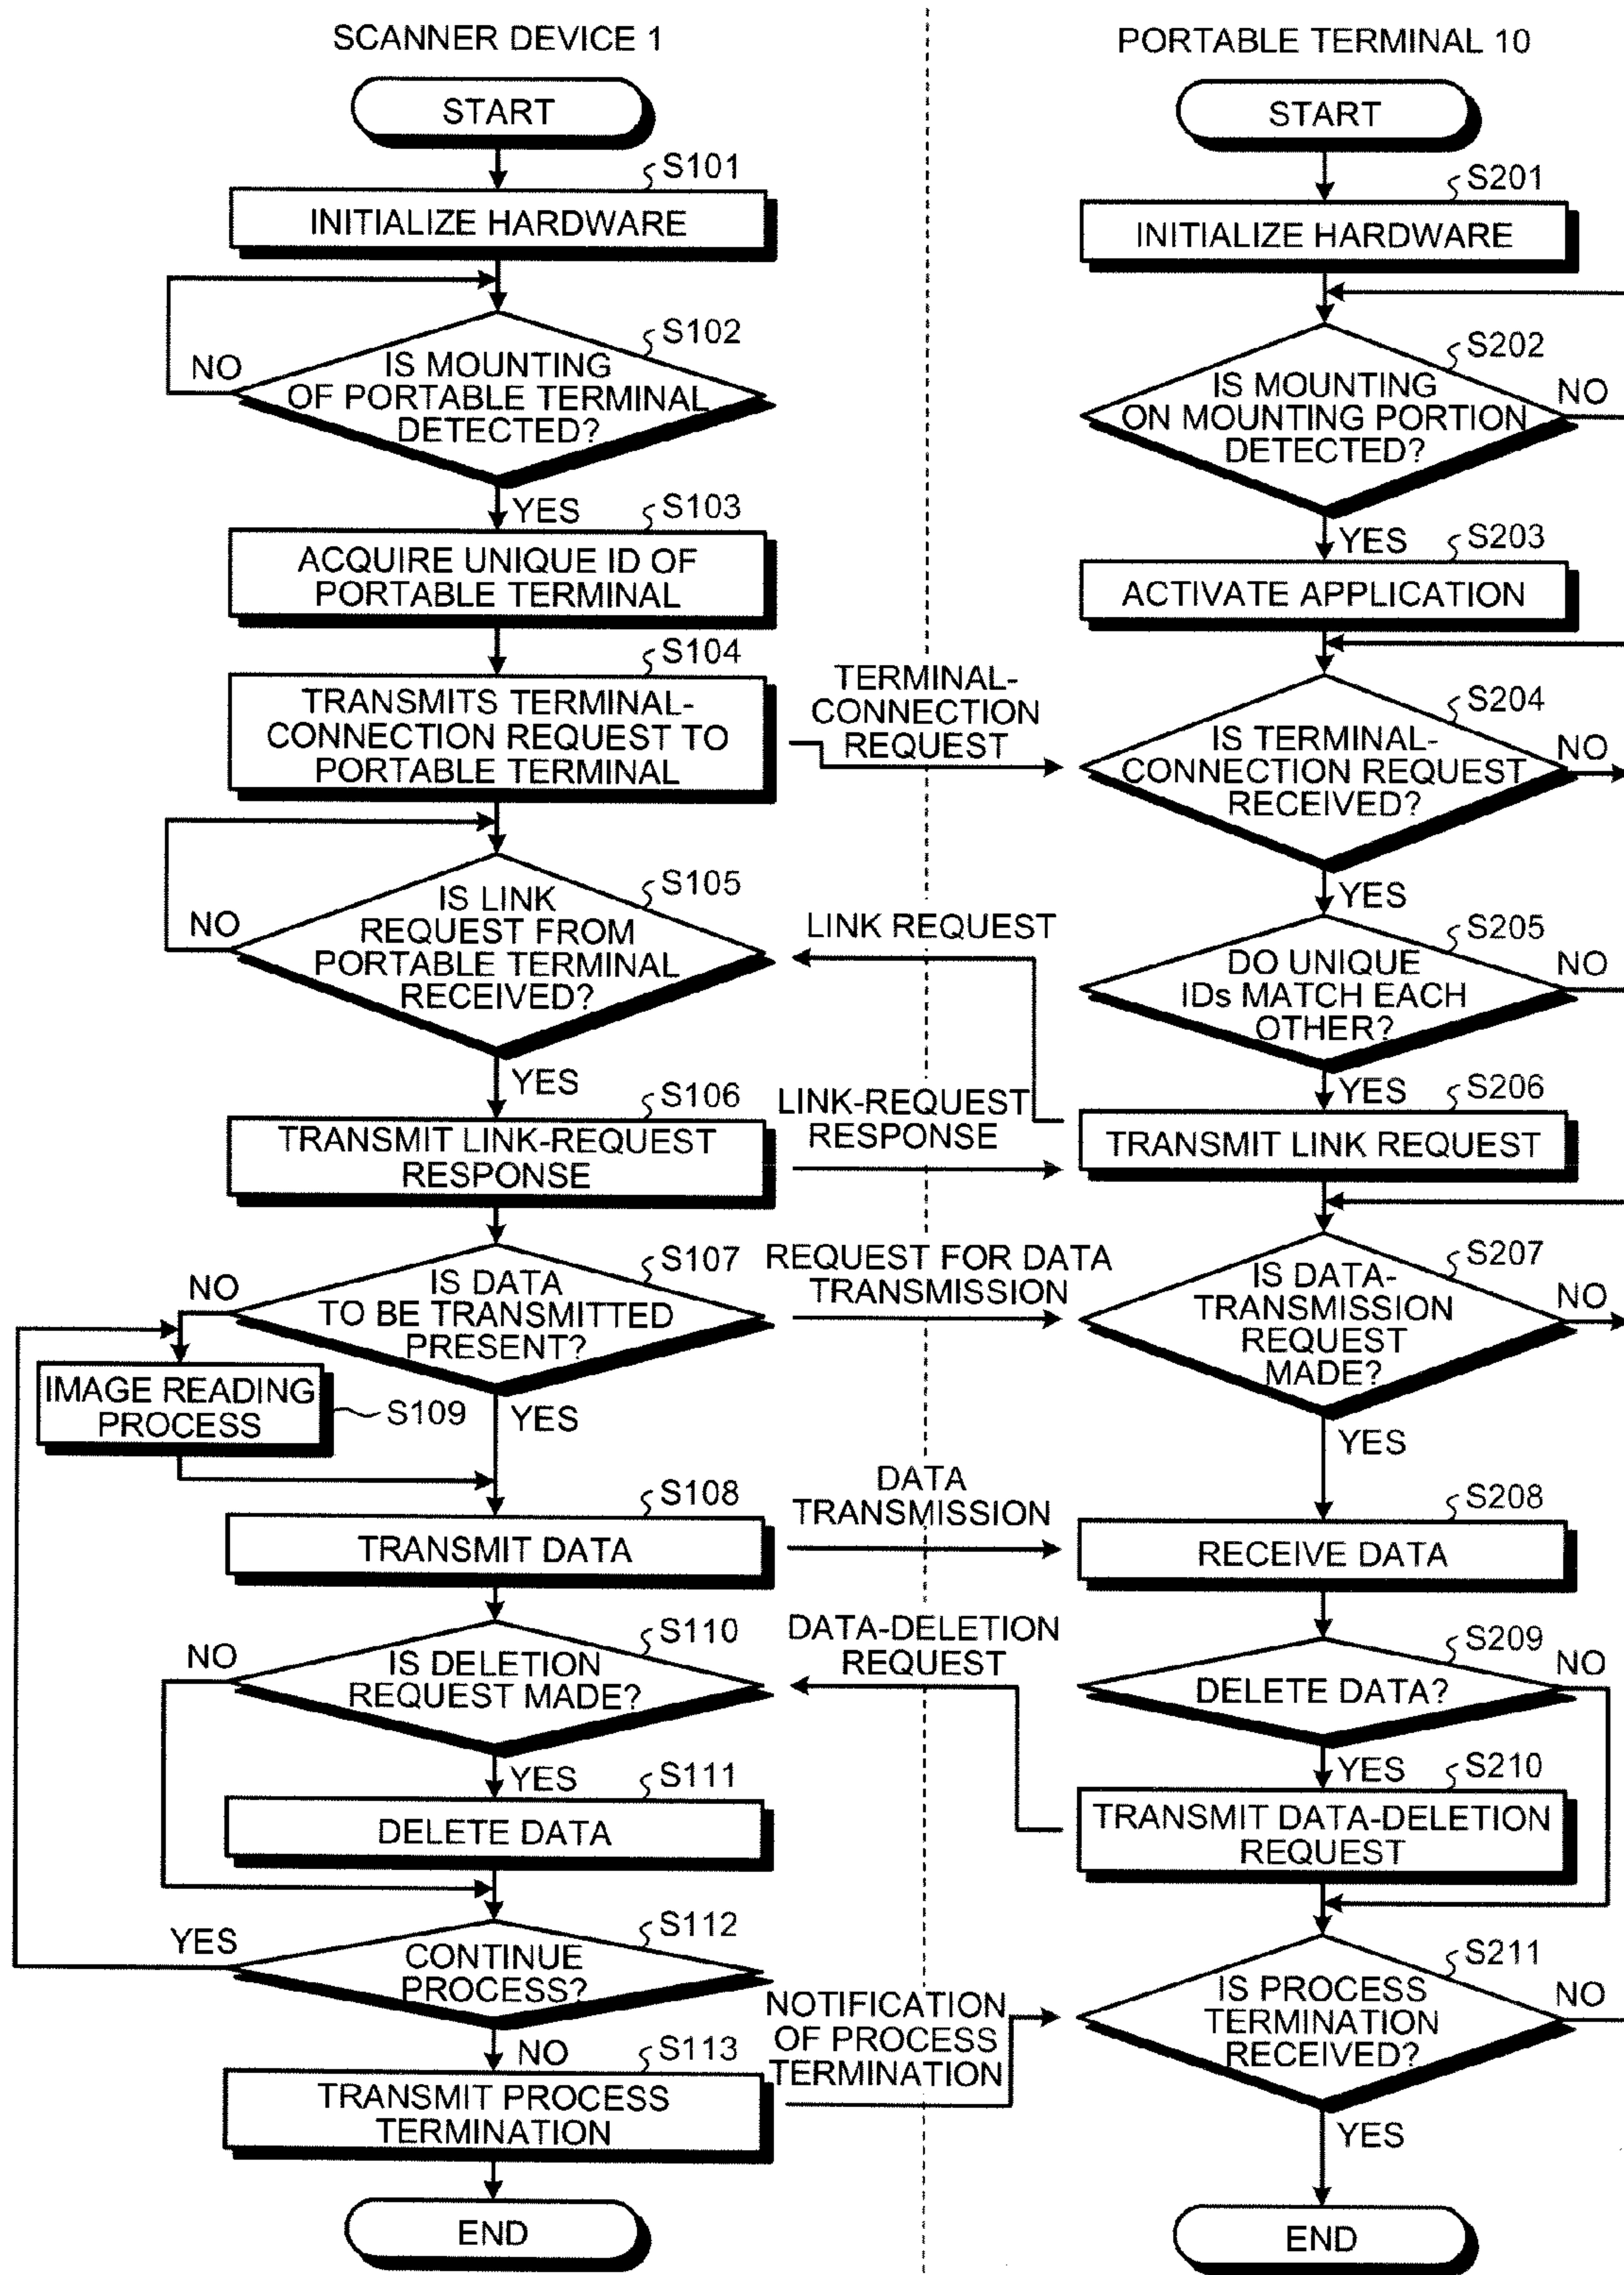 SCANNER DEVICE 1
START
S101
INITIALIZE HARDWARE
S102
IS MOUNTING
OF PORTABLE TERMINAL
DETECTED?
NO
YES
S103
ACQUIRE UNIQUE ID OF
PORTABLE TERMINAL
S104
TRANSMITS TERMINAL-
CONNECTION REQUEST TO
PORTABLE TERMINAL
S105
IS LINK
REQUEST FROM
PORTABLE TERMINAL
RECEIVED?
NO
YES
S106
TRANSMIT LINK-REQUEST
RESPONSE
S107
IS DATA
TO BE TRANSMITTED
PRESENT?
NO
YES
IMAGE READING
PROCESS
S109
S108
TRANSMIT DATA
S110
IS DELETION
REQUEST MADE?
NO
YES
S111
DELETE DATA
S112
CONTINUE
PROCESS?
YES
NO
S113
TRANSMIT PROCESS
TERMINATION
END
TERMINAL-
CONNECTION
REQUEST
LINK REQUEST
LINK-REQUEST
RESPONSE
REQUEST FOR DATA
TRANSMISSION
DATA
TRANSMISSION
DATA-DELETION
REQUEST
NOTIFICATION
OF PROCESS
TERMINATION
PORTABLE TERMINAL 10
START
S201
INITIALIZE HARDWARE
S202
IS MOUNTING
ON MOUNTING PORTION
DETECTED?
NO
YES
S203
ACTIVATE APPLICATION
S204
IS TERMINAL-
CONNECTION REQUEST
RECEIVED?
NO
YES
S205
DO UNIQUE
IDs MATCH EACH
OTHER?
NO
YES
S206
TRANSMIT LINK REQUEST
S207
IS DATA-
TRANSMISSION
REQUEST
MADE?
NO
YES
S208
RECEIVE DATA
S209
DELETE DATA?
NO
YES
S210
TRANSMIT DATA-DELETION
REQUEST
S211
IS PROCESS
TERMINATION
RECEIVED?
NO
YES
END